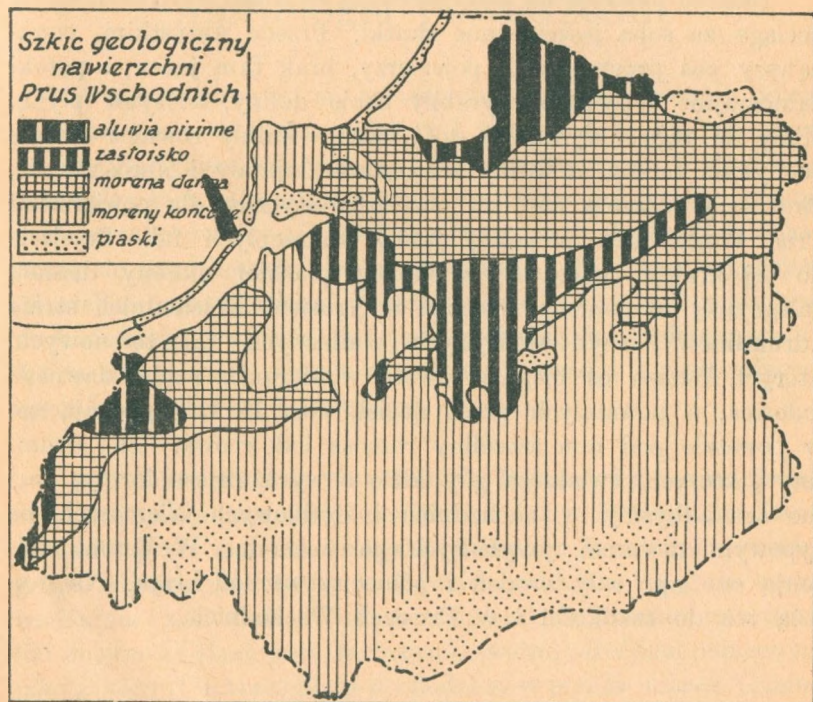 Szkic geologiczny
nawierzchni
Prus Wschodnich
aluwia nizinne
zastoisko
morena denna
moreny końcowe
piaski